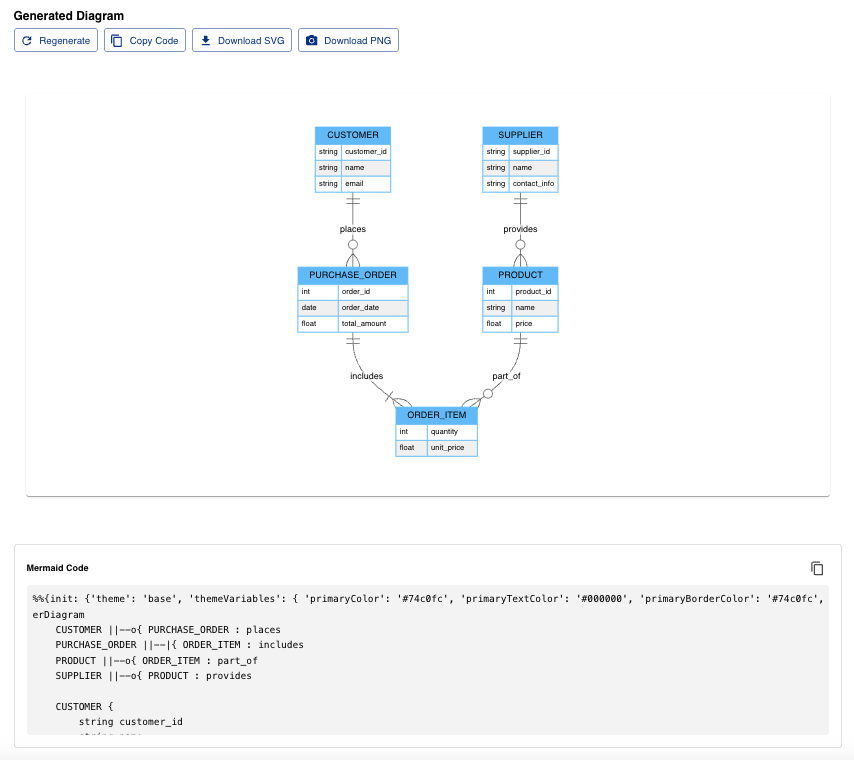 Generated Diagram
Regenerate
Copy Code
Download SVG
Download PNG
CUSTOMER
string customer_id
string name
string email
SUPPLIER
string supplier_id
string name
string contact_info
places
provides
PURCHASE_ORDER
int order_id
date order_date
float total_amount
PRODUCT
int product_id
string name
float price
includes
part_of
ORDER_ITEM
int quantity
float unit_price
Mermaid Code
%%{init: {'theme': 'base', 'themeVariables': { 'primaryColor': '#74c0fc', 'primaryTextColor': '#000000', 'primaryBorderColor': '#74c0fc',
erDiagram
CUSTOMER ||--o{ PURCHASE_ORDER : places
PURCHASE_ORDER ||--|{ ORDER_ITEM : includes
PRODUCT ||--o{ ORDER_ITEM : part_of
SUPPLIER ||--o{ PRODUCT : provides
CUSTOMER {
string customer_id